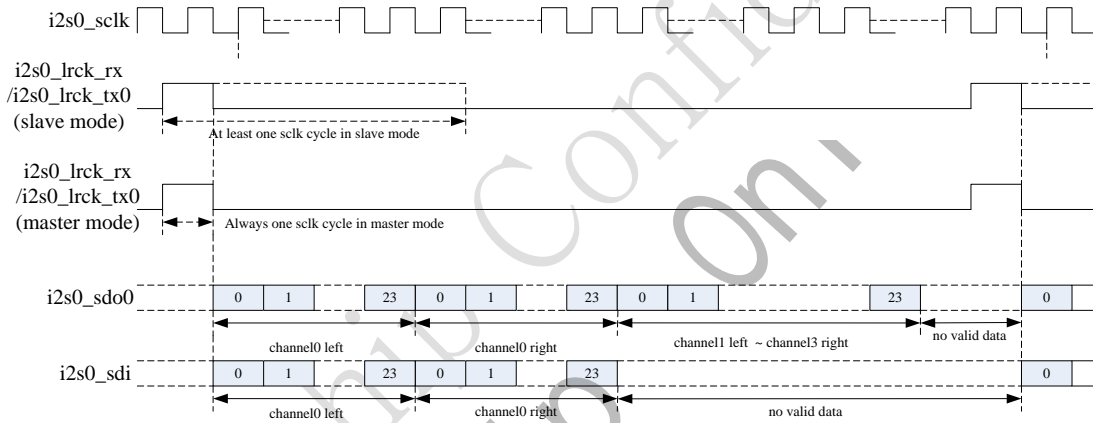 i2s0_sclk
i2s0_lrck_rx
/i2s0_lrck_tx0
(slave mode)
At least one sclk cycle in slave mode
i2s0_lrck_rx
/i2s0_lrck_tx0
(master mode)
Always one sclk cycle in master mode
i2s0_sdo0
0 1 23 0 1 23 0 1 23 0
channel0 left channel0 right channel1 left ~ channel3 right no valid data
i2s0_sdi
0 1 23 0 1 23 0
channel0 left channel0 right no valid data